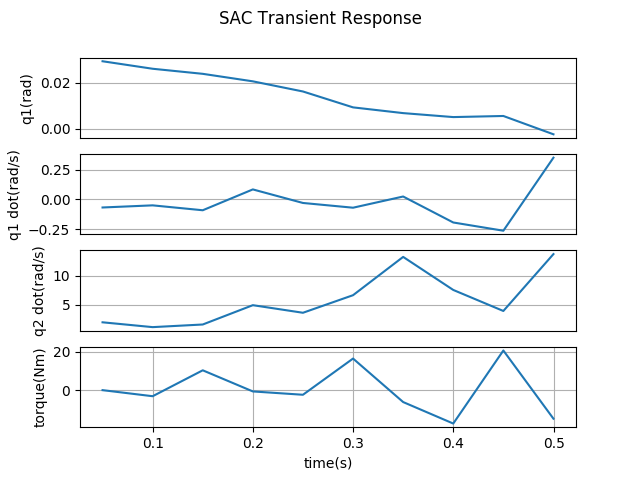 SAC Transient Response
q1(rad)
0.02
0.00
q1 dot(rad/s)
0.25
0.00
−0.25
q2 dot(rad/s)
10
5
torque(Nm)
20
0
0.1 0.2 0.3 0.4 0.5
time(s)